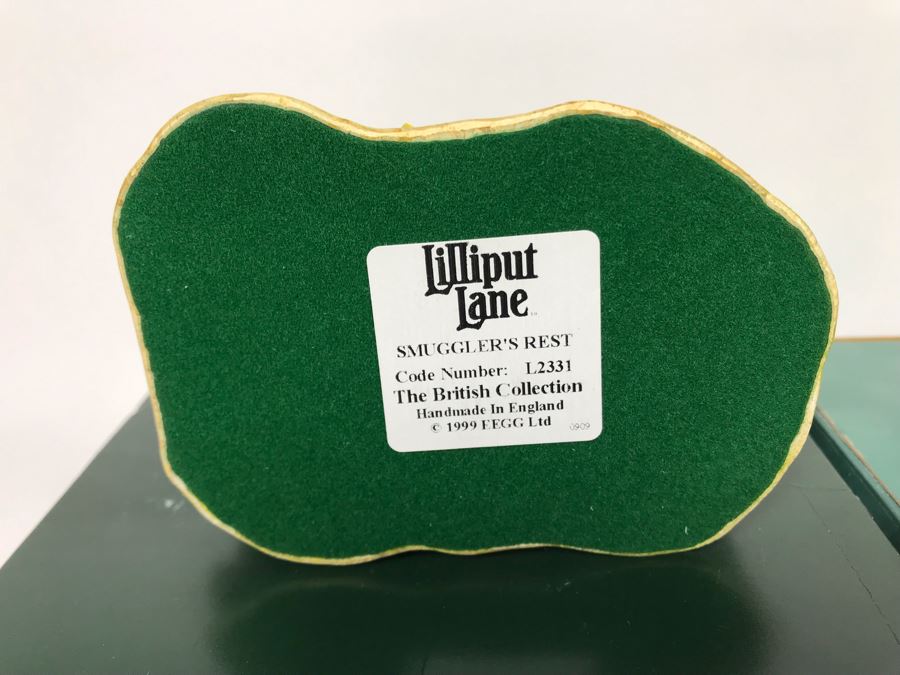 Lilliput
Lane
SMUGGLER'S REST
Code Number: L2331
The British Collection
Handmade In England
© 1999 EEGG Ltd 0909